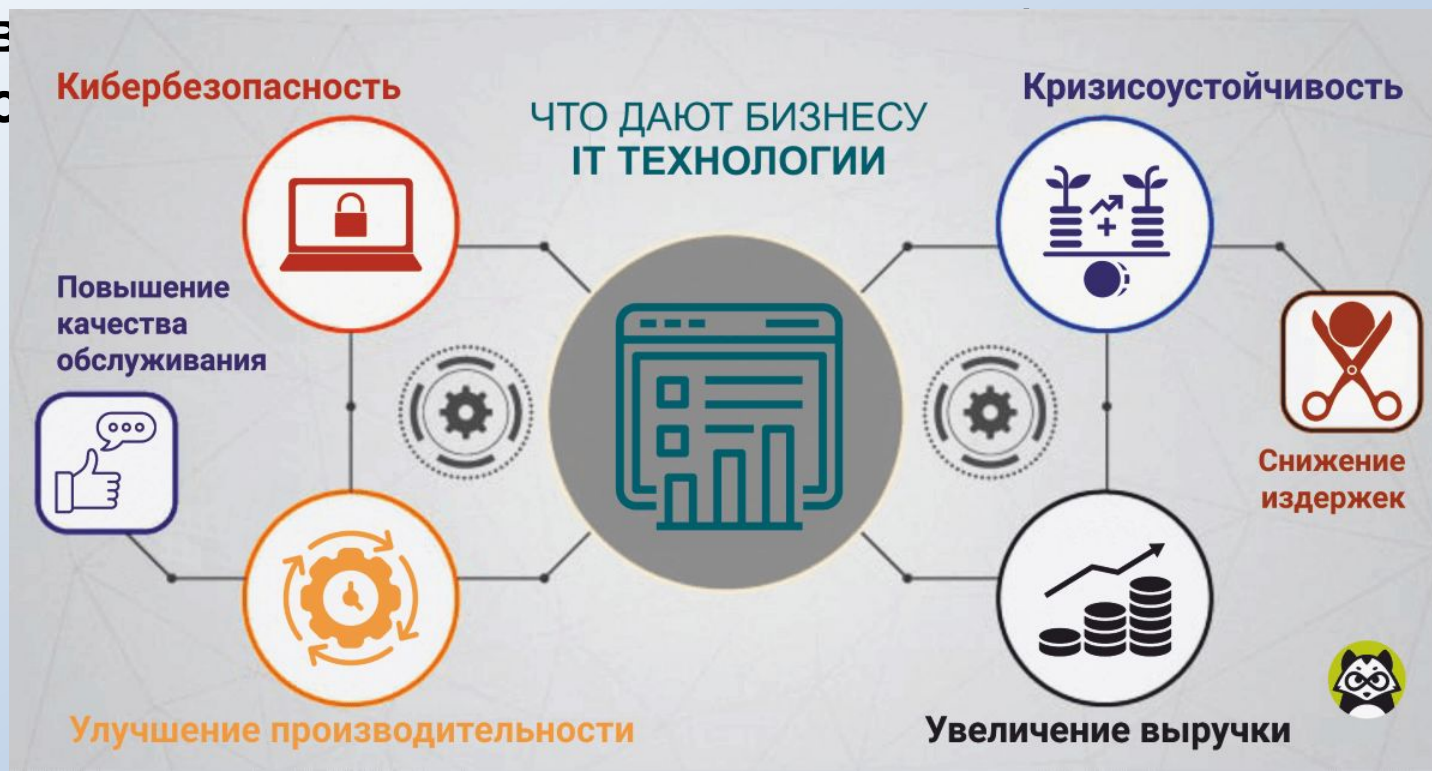 Кибербезопасность
ЧТО ДАЮТ БИЗНЕСУ
IT ТЕХНОЛОГИИ
Кризисоустойчивость
Повышение
качества
обслуживания
Снижение
издержек
Улучшение производительности
Увеличение выручки